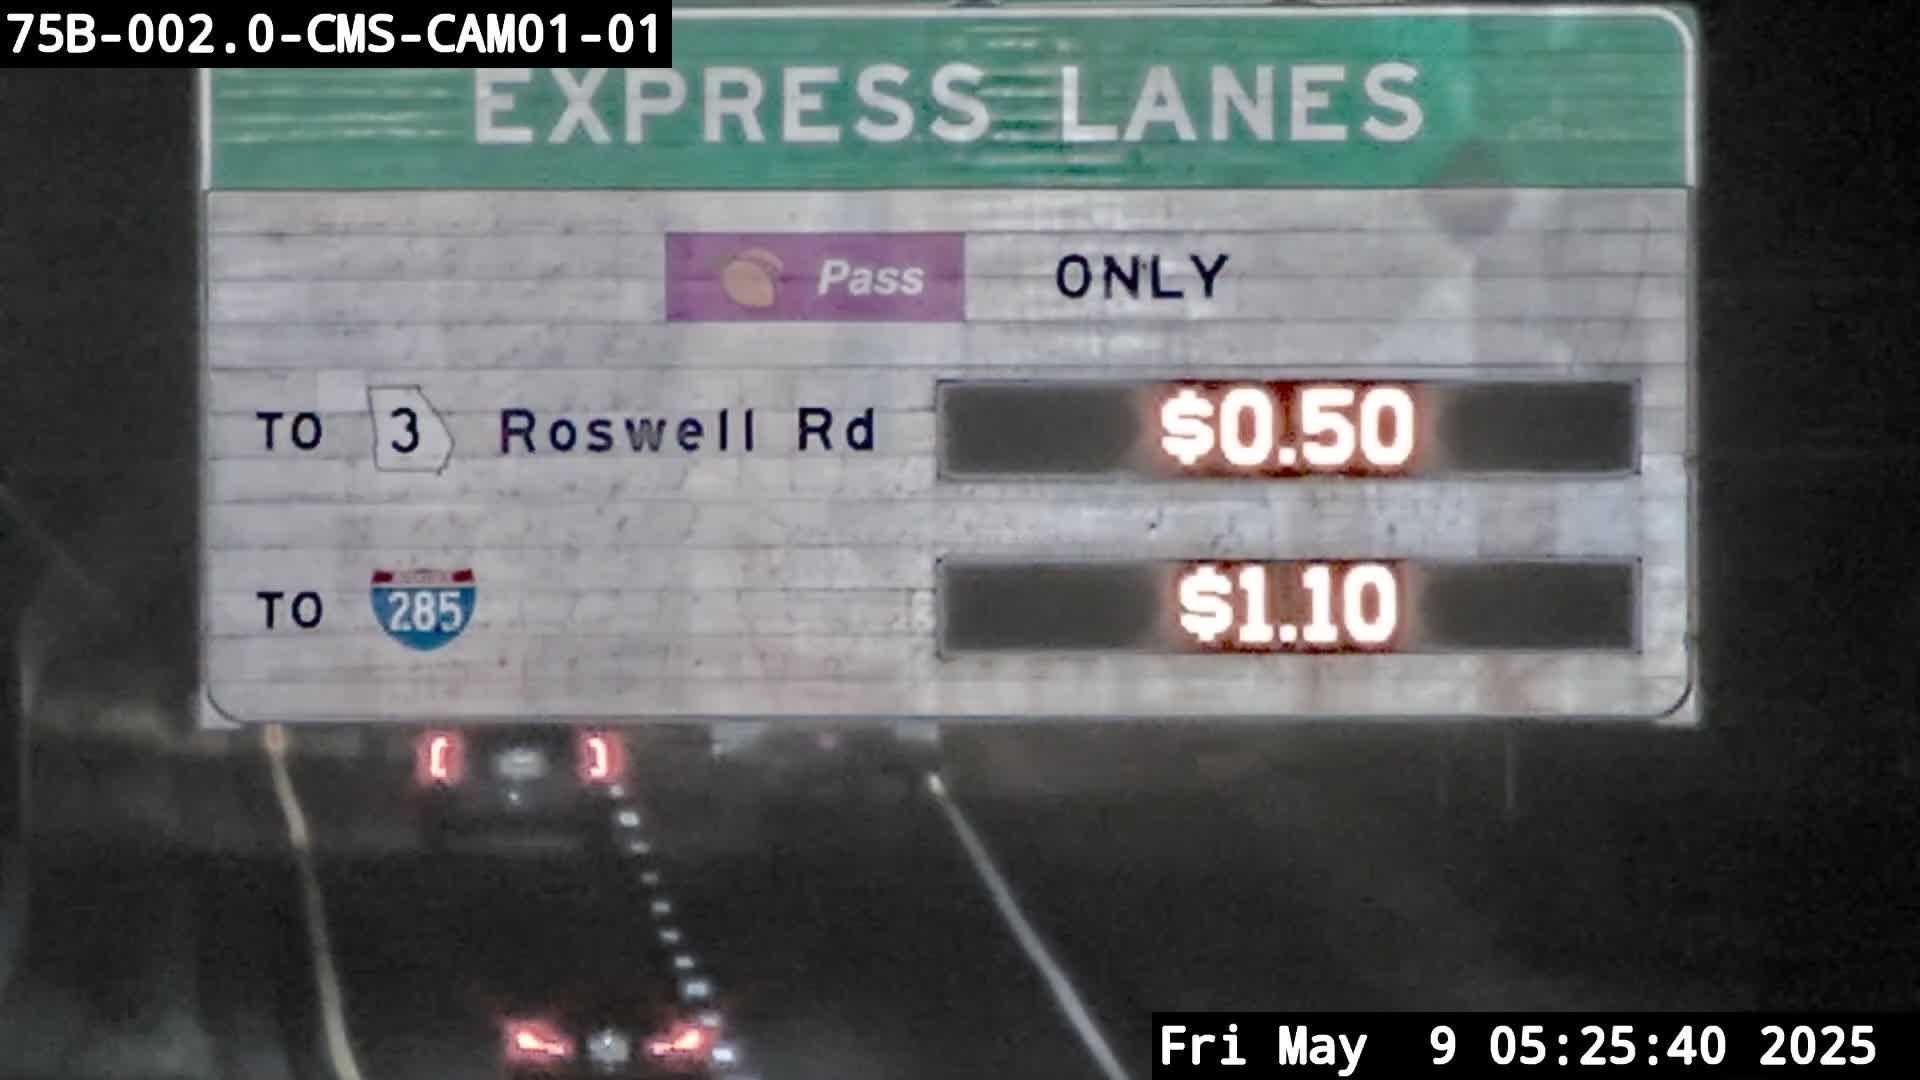 75B-002.0-CMS-CAM01-01
EXPRESS LANES
Pass ONLY
TO 3 Roswell Rd $0.50
TO 285 $1.10
Fri May 9 05:25:40 2025